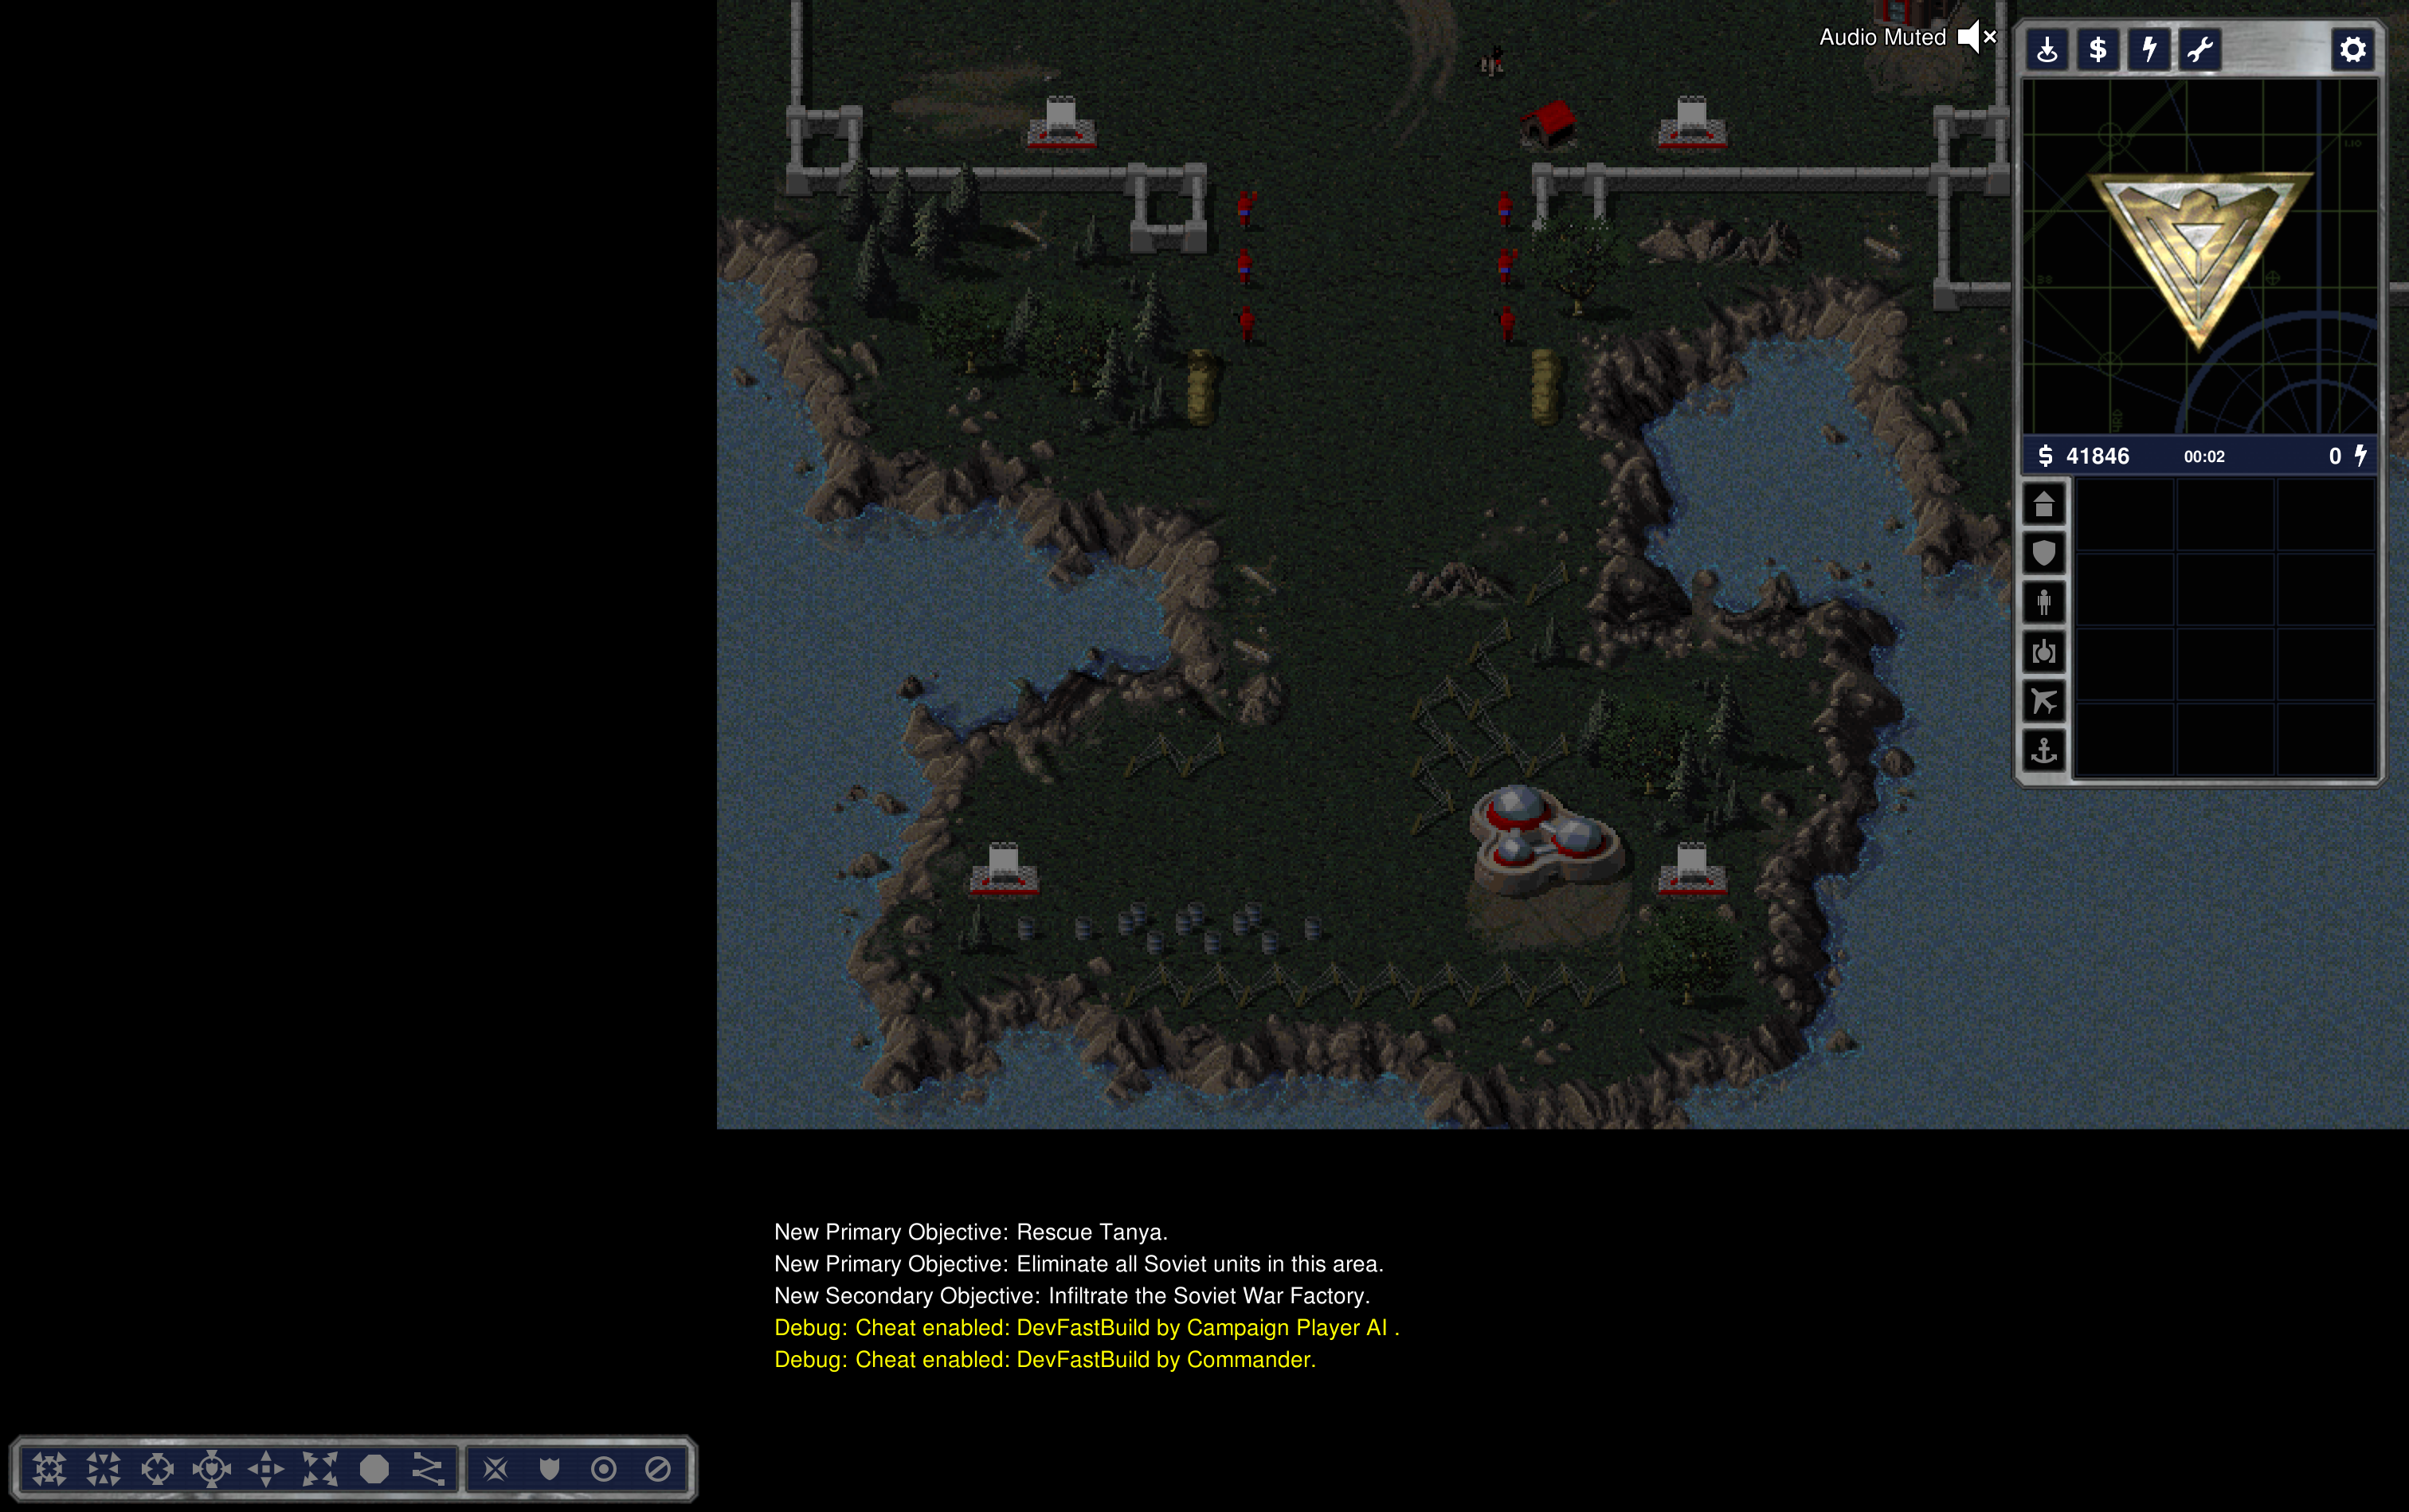 Audio Muted
$ 41846 00:02 0
New Primary Objective: Rescue Tanya.
New Primary Objective: Eliminate all Soviet units in this area.
New Secondary Objective: Infiltrate the Soviet War Factory.
Debug: Cheat enabled: DevFastBuild by Campaign Player AI .
Debug: Cheat enabled: DevFastBuild by Commander.